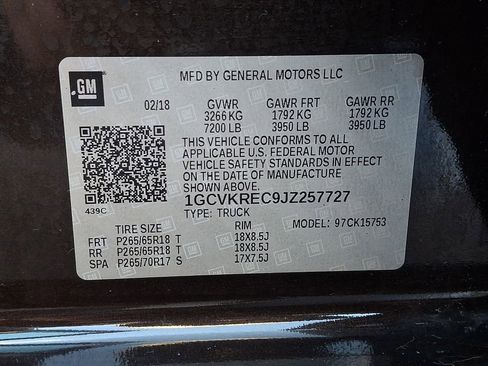 GM
MFD BY GENERAL MOTORS LLC
02/18 GVWR GAWR FRT GAWR RR
3266 KG 1792 KG 1792 KG
7200 LB 3950 LB 3950 LB
THIS VEHICLE CONFORMS TO ALL
APPLICABLE U.S. FEDERAL MOTOR
VEHICLE SAFETY STANDARDS IN EFFECT
ON THE DATE OF MANUFACTURE
SHOWN ABOVE.
439C
1GCVKREC9JZ257727
TYPE: TRUCK
MODEL: 97CK15753
TIRE SIZE RIM
FRT P265/65R18 T 18X8.5J
RR P265/65R18 T 18X8.5J
SPA P265/70R17 S 17X7.5J